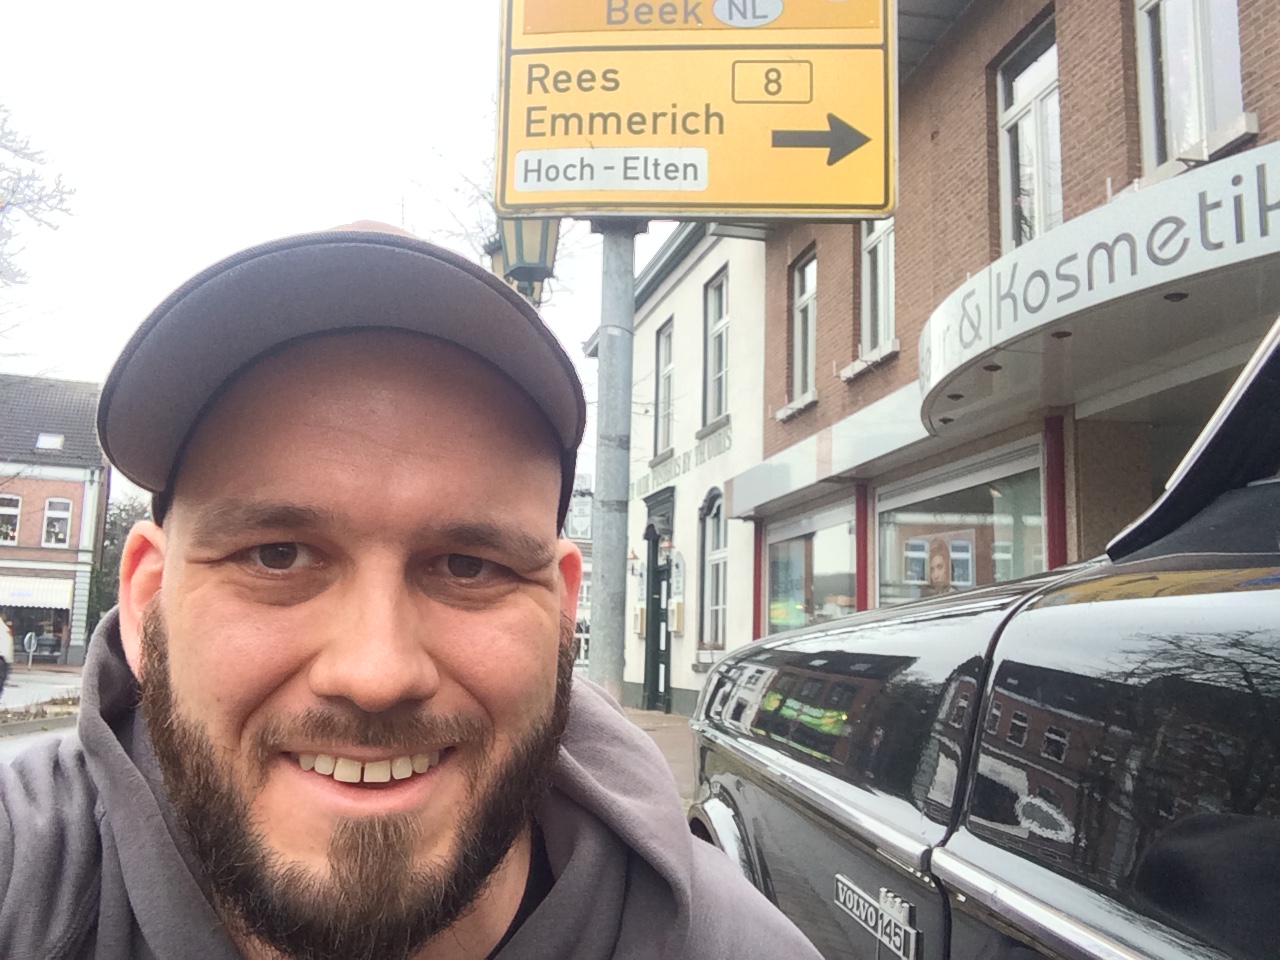 Beek NL
Rees 8
Emmerich
Hoch-Elten
& Kosmetik
VOLVO 145